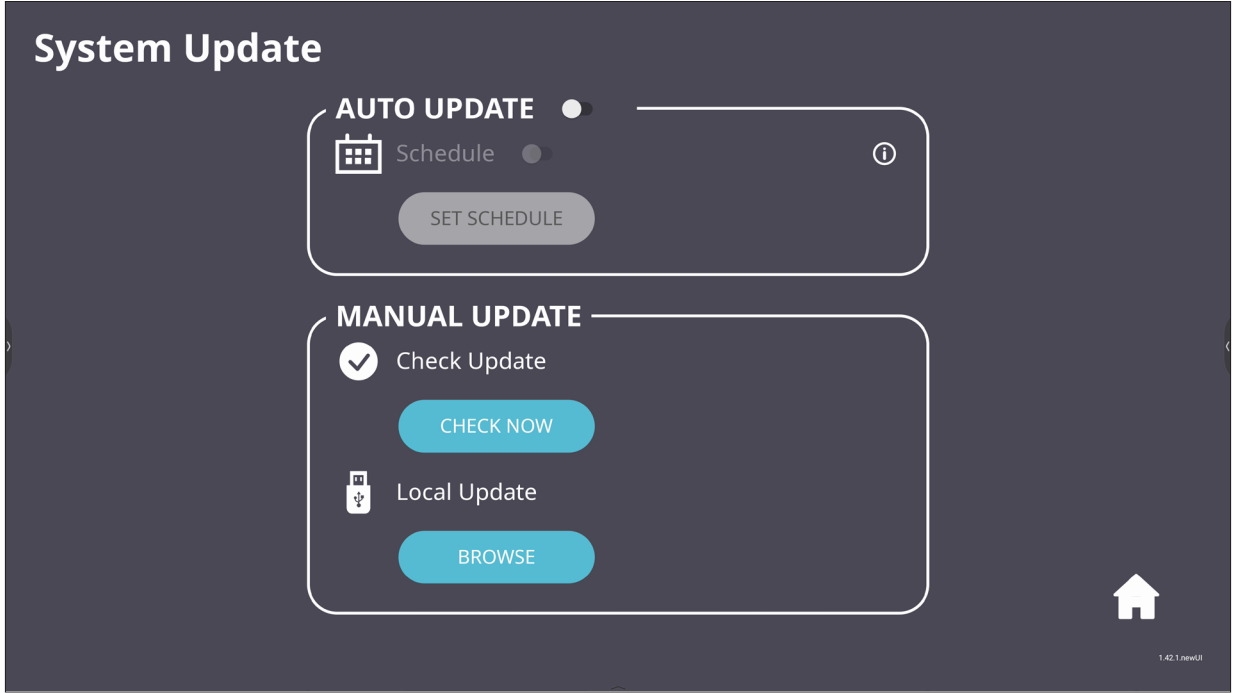 System Update
AUTO UPDATE
Schedule
SET SCHEDULE
MANUAL UPDATE
Check Update
CHECK NOW
Local Update
BROWSE
1.42.1.newUI